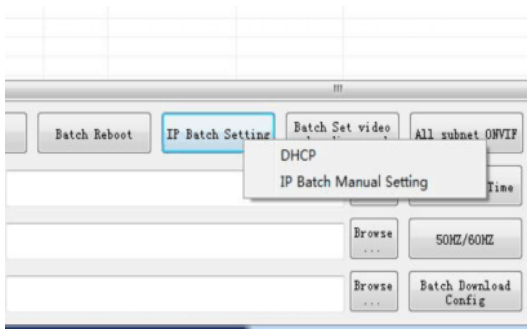 Batch Reboot
IP Batch Setting
Batch Set video
All subnet ONVIF
DHCP
IP Batch Manual Setting
Time
Browse
...
50HZ/60HZ
Browse
...
Batch Download
Config